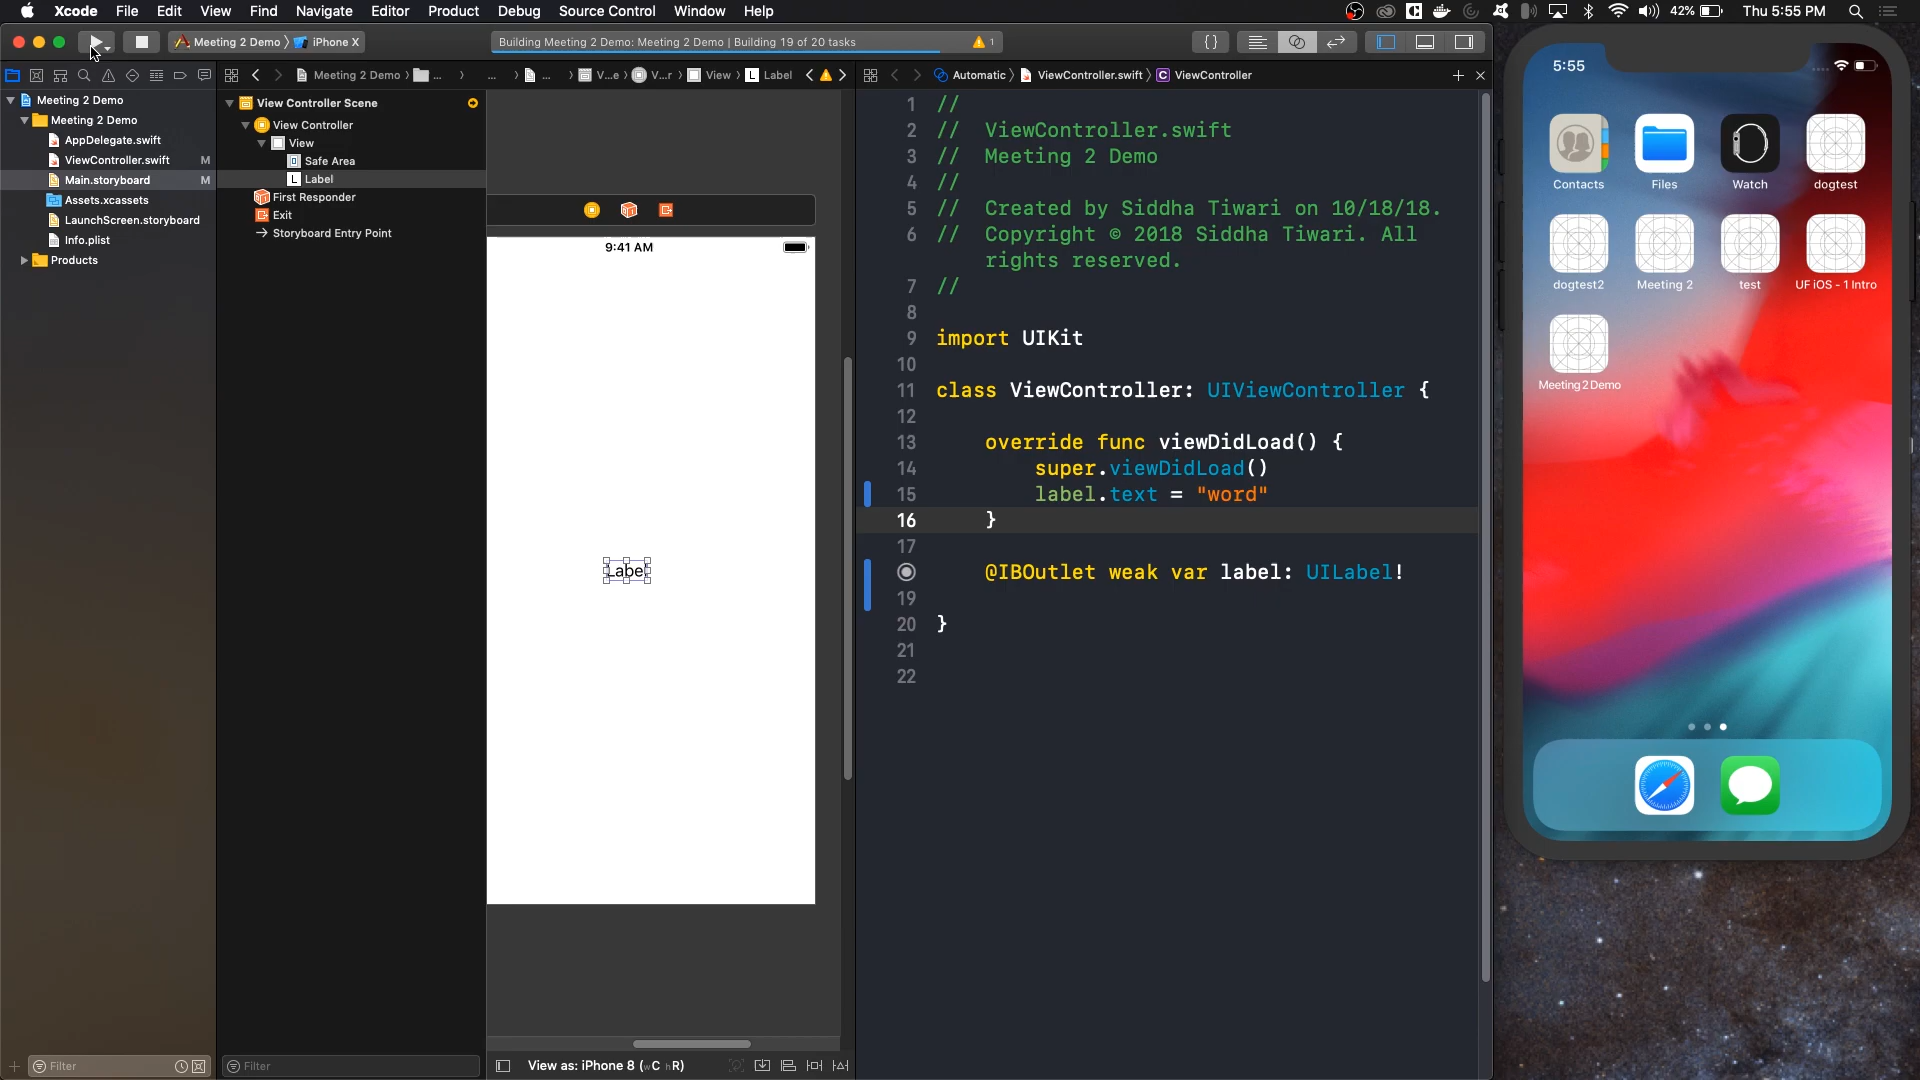 Xcode File Edit View Find Navigate Editor Product Debug Source Control Window Help
42% Thu 5:55 PM
Meeting 2 Demo iPhone X
Building Meeting 2 Demo: Meeting 2 Demo | Building 19 of 20 tasks
1
Meeting 2 Demo ... ... V...e V...r View L Label
Automatic ViewController.swift C ViewController
Meeting 2 Demo
Meeting 2 Demo
AppDelegate.swift
ViewController.swift M
Main.storyboard M
Assets.xcassets
LaunchScreen.storyboard
Info.plist
Products
View Controller Scene
View Controller
View
Safe Area
L Label
First Responder
Exit
Storyboard Entry Point
9:41 AM
Label
1 //
2 // ViewController.swift
3 // Meeting 2 Demo
4 //
5 // Created by Siddha Tiwari on 10/18/18.
6 // Copyright © 2018 Siddha Tiwari. All
rights reserved.
7 //
8
9 import UIKit
10
11 class ViewController: UIViewController {
12
13 override func viewDidLoad() {
14 super.viewDidLoad()
15 label.text = "word"
16 }
17
@IBOutlet weak var label: UILabel!
19
20 }
21
22
5:55
Contacts Files Watch dogtest
dogtest2 Meeting 2 test UF iOS - 1 Intro
Meeting2Demo
Filter
Filter
View as: iPhone 8 (wC hR)